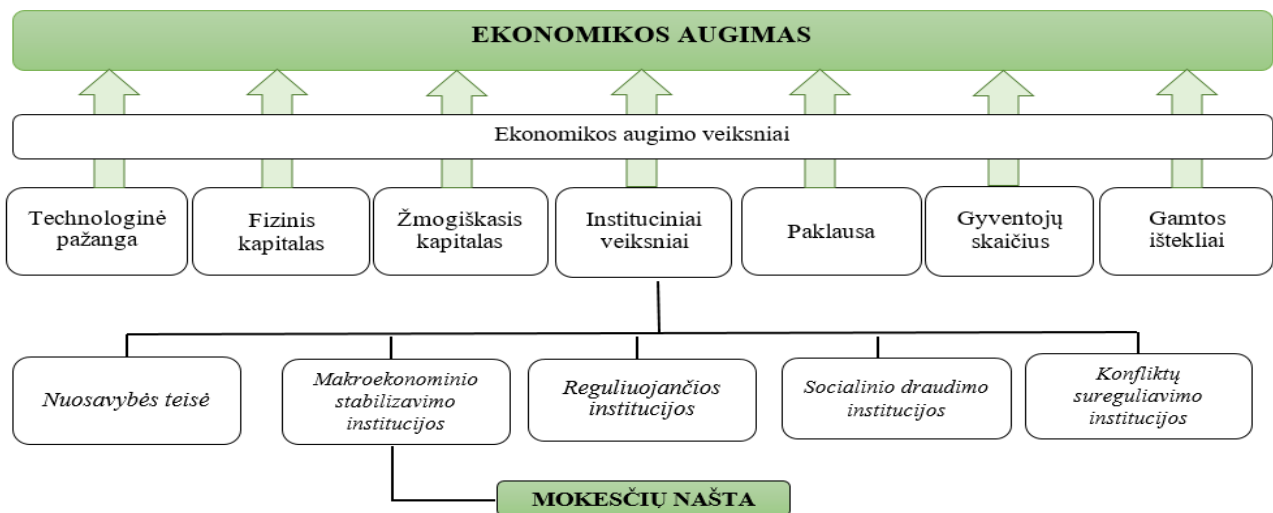 EKONOMIKOS AUGIMAS
Ekonomikos augimo veiksniai
Technologinė
pažanga
Fizinis
kapitalas
Žmogiškasis
kapitalas
Instituciniai
veiksniai
Paklausa
Gyventojų
skaičius
Gamtos
ištekliai
Nuosavybės teisė
Makroekonominio
stabilizavimo
institucijos
Reguliuojančios
institucijos
Socialinio draudimo
institucijos
Konfliktų
sureguliavimo
institucijos
MOKESČIŲ NAŠTA